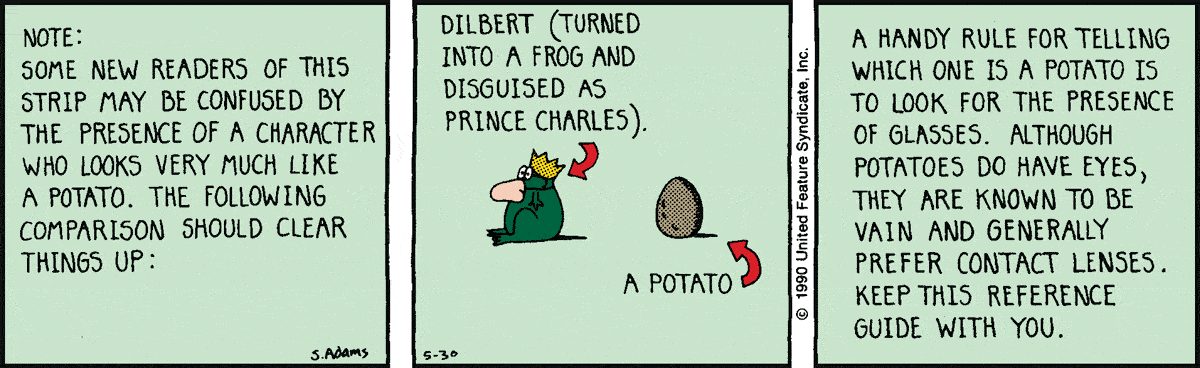 NOTE:
SOME NEW READERS OF THIS
STRIP MAY BE CONFUSED BY
THE PRESENCE OF A CHARACTER
WHO LOOKS VERY MUCH LIKE
A POTATO. THE FOLLOWING
COMPARISON SHOULD CLEAR
THINGS UP:
S.Adams
DILBERT (TURNED
INTO A FROG AND
DISGUISED AS
PRINCE CHARLES).
A POTATO
5-30
© 1990 United Feature Syndicate, Inc.
A HANDY RULE FOR TELLING
WHICH ONE IS A POTATO IS
TO LOOK FOR THE PRESENCE
OF GLASSES. ALTHOUGH
POTATOES DO HAVE EYES,
THEY ARE KNOWN TO BE
VAIN AND GENERALLY
PREFER CONTACT LENSES.
KEEP THIS REFERENCE
GUIDE WITH YOU.